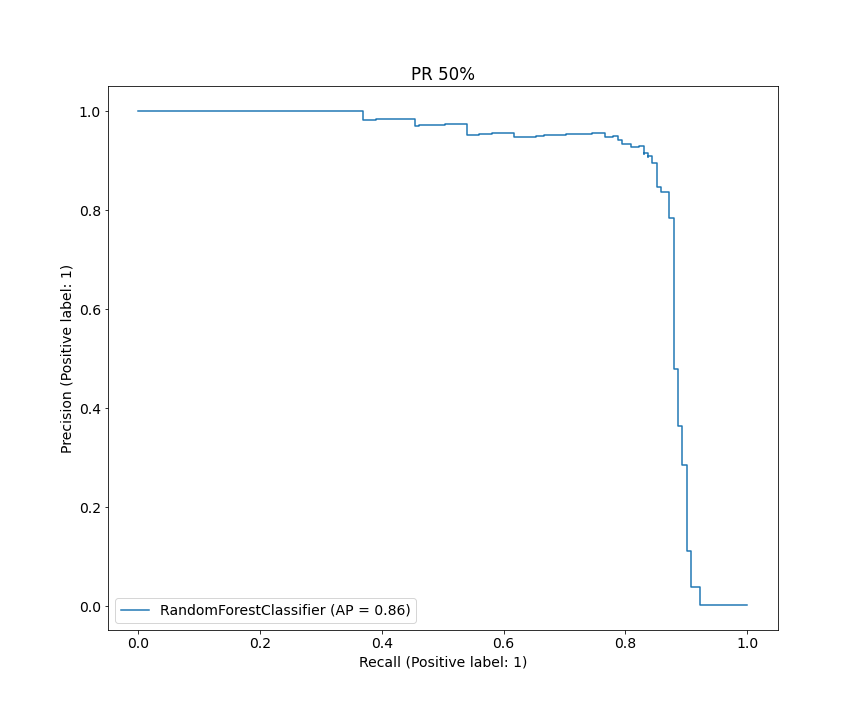 PR 50%
Precision (Positive label: 1)
1.0
0.8
0.6
0.4
0.2
0.0
RandomForestClassifier (AP = 0.86)
0.0 0.2 0.4 0.6 0.8 1.0
Recall (Positive label: 1)